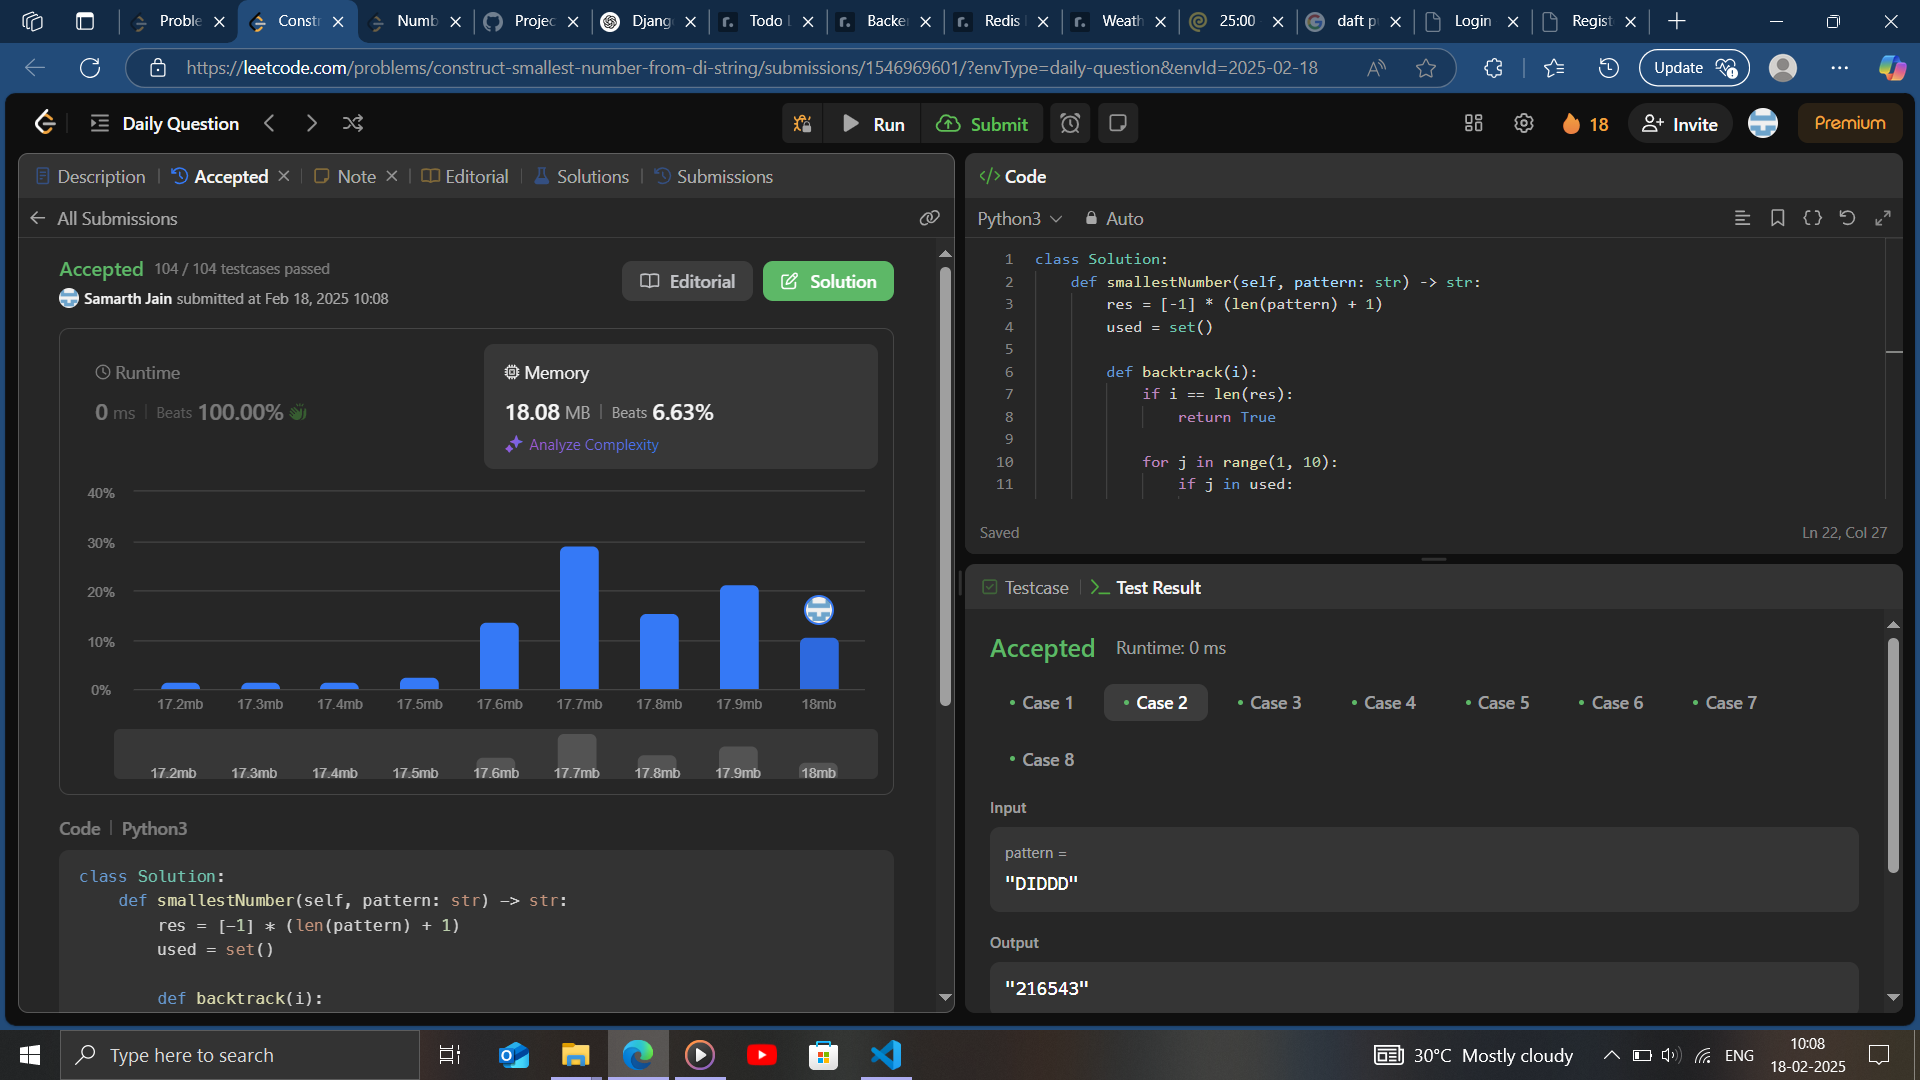 Proble
Constr
Numb
Projec
Django
Todo L
Backer
Redis
Weath
25:00
daft p
Login
Regist
https://leetcode.com/problems/construct-smallest-number-from-di-string/submissions/1546969601/?envType=daily-question&envId=2025-02-18
Update
Daily Question
Run
Submit
18
Invite
Premium
Description
Accepted
Note
Editorial
Solutions
Submissions
All Submissions
Accepted 104 / 104 testcases passed
Samarth Jain submitted at Feb 18, 2025 10:08
Editorial
Solution
Runtime
0 ms | Beats 100.00%
Memory
18.08 MB | Beats 6.63%
Analyze Complexity
40%
30%
20%
10%
0%
17.2mb 17.3mb 17.4mb 17.5mb 17.6mb 17.7mb 17.8mb 17.9mb 18mb
17.2mb 17.3mb 17.4mb 17.5mb 17.6mb 17.7mb 17.8mb 17.9mb 18mb
Code | Python3
class Solution:
    def smallestNumber(self, pattern: str) -> str:
        res = [-1] * (len(pattern) + 1)
        used = set()
        def backtrack(i):
</> Code
Python3
Auto
1 class Solution:
2     def smallestNumber(self, pattern: str) -> str:
3         res = [-1] * (len(pattern) + 1)
4         used = set()
5
6         def backtrack(i):
7             if i == len(res):
8                 return True
9
10             for j in range(1, 10):
11                 if j in used:
Saved
Ln 22, Col 27
Testcase
Test Result
Accepted Runtime: 0 ms
Case 1
Case 2
Case 3
Case 4
Case 5
Case 6
Case 7
Case 8
Input
pattern =
"DIDDD"
Output
"216543"
Type here to search
30°C Mostly cloudy
ENG
10:08
18-02-2025